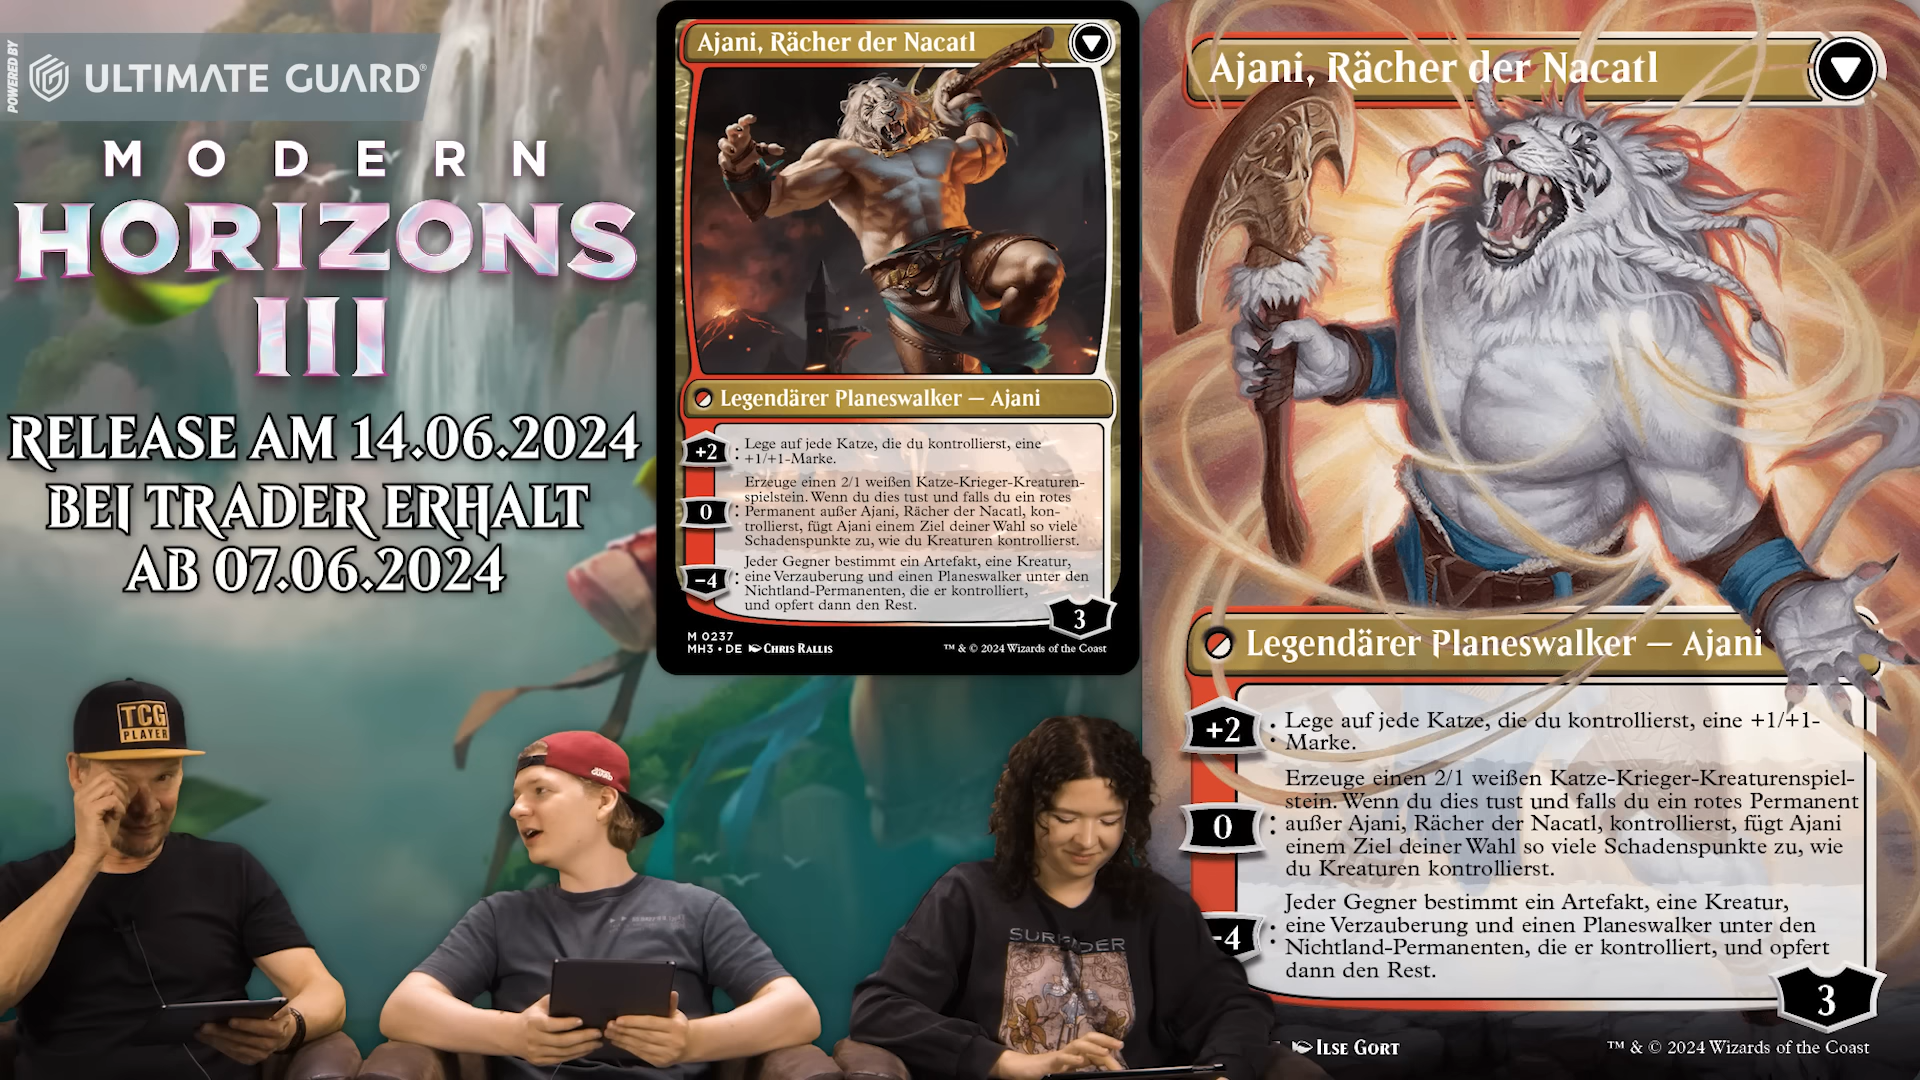 POWERED BY
ULTIMATE GUARD®
MODERN
HORIZONS
III
RELEASE AM 14.06.2024
BEI TRADER ERHALT
AB 07.06.2024
Ajani, Rächer der Nacatl
Legendärer Planeswalker — Ajani
+2 : Lege auf jede Katze, die du kontrollierst, eine
+1/+1-Marke.
Erzeuge einen 2/1 weißen Katze-Krieger-Kreaturen-
spielstein. Wenn du dies tust und falls du ein rotes
0 : Permanent außer Ajani, Rächer der Nacatl, kon-
trollierst, fügt Ajani einem Ziel deiner Wahl so viele
Schadenspunkte zu, wie du Kreaturen kontrollierst.
Jeder Gegner bestimmt ein Artefakt, eine Kreatur,
−4 : eine Verzauberung und einen Planeswalker unter den
Nichtland-Permanenten, die er kontrolliert,
und opfert dann den Rest.
3
M 0237
MH3 • DE CHRIS RALLIS
™ & © 2024 Wizards of the Coast
Ajani, Rächer der Nacatl
Legendärer Planeswalker — Ajani
+2 : Lege auf jede Katze, die du kontrollierst, eine +1/+1-
Marke.
Erzeuge einen 2/1 weißen Katze-Krieger-Kreaturenspiel-
stein. Wenn du dies tust und falls du ein rotes Permanent
0 : außer Ajani, Rächer der Nacatl, kontrollierst, fügt Ajani
einem Ziel deiner Wahl so viele Schadenspunkte zu, wie
du Kreaturen kontrollierst.
Jeder Gegner bestimmt ein Artefakt, eine Kreatur,
−4 : eine Verzauberung und einen Planeswalker unter den
Nichtland-Permanenten, die er kontrolliert, und opfert
dann den Rest.
3
ILSE GORT
™ & © 2024 Wizards of the Coast
TCG
PLAYER